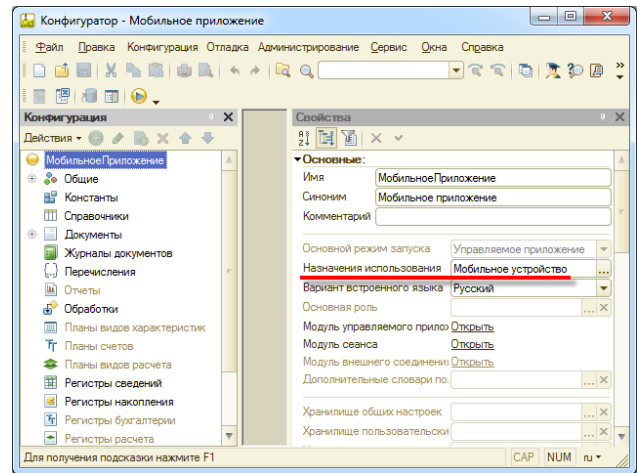 Конфигуратор - Мобильное приложение
Файл Правка Конфигурация Отладка Администрирование Сервис Окна Справка
Конфигурация
Действия
МобильноеПриложение
Общие
Константы
Справочники
Документы
Журналы документов
Перечисления
Отчеты
Обработки
Планы видов характеристик
Планы счетов
Планы видов расчета
Регистры сведений
Регистры накопления
Регистры бухгалтерии
Регистры расчета
Свойства
Основные:
Имя МобильноеПриложение
Синоним Мобильное приложение
Комментарий
Основной режим запуска Управляемое приложение
Назначения использования Мобильное устройство ...
Вариант встроенного языка Русский
Основная роль ...
Модуль управляемого прилож Открыть
Модуль сеанса Открыть
Модуль внешнего соединени Открыть
Дополнительные словари по. ...
Хранилище общих настроек ...
Хранилище пользовательски ...
Для получения подсказки нажмите F1 CAP NUM ru